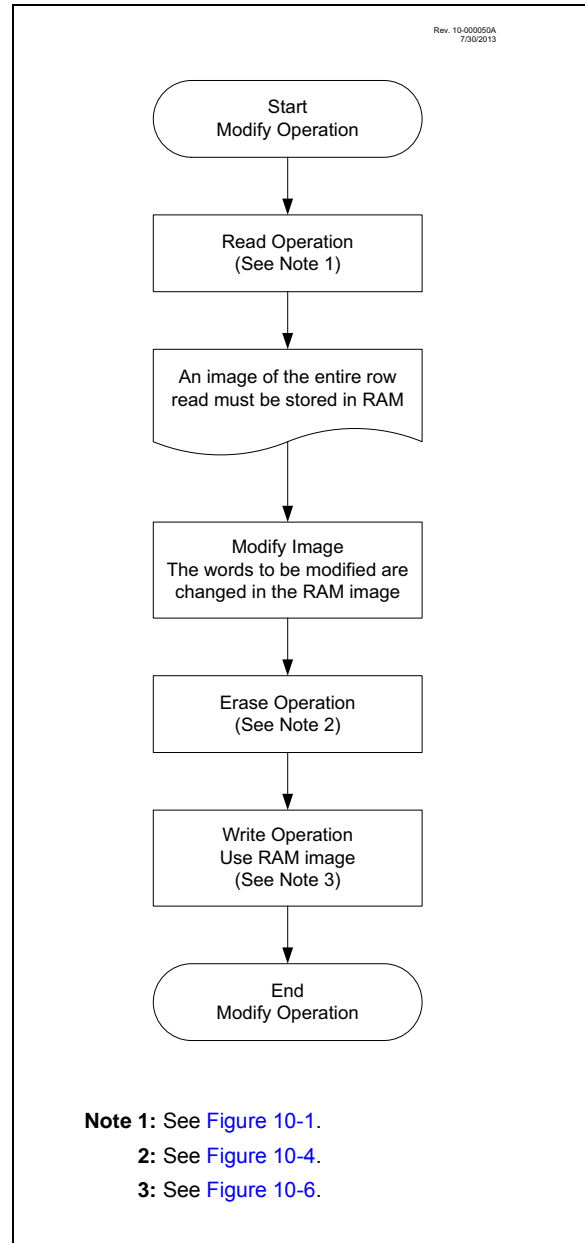 Rev. 10-000050A
7/30/2013
Start
Modify Operation
Read Operation
(See Note 1)
An image of the entire row
read must be stored in RAM
Modify Image
The words to be modified are
changed in the RAM image
Erase Operation
(See Note 2)
Write Operation
Use RAM image
(See Note 3)
End
Modify Operation
Note 1: See Figure 10-1.
2: See Figure 10-4.
3: See Figure 10-6.